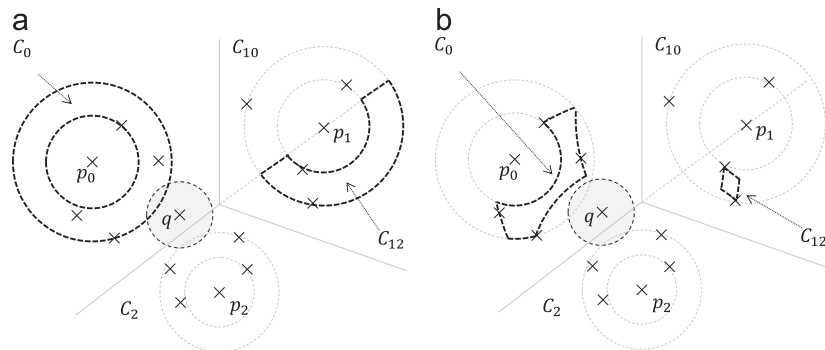 a
b
C₀
C₁₀
p₁
p₀
q
C₁₂
C₂
p₂
C₀
C₁₀
p₁
p₀
q
C₁₂
C₂
p₂